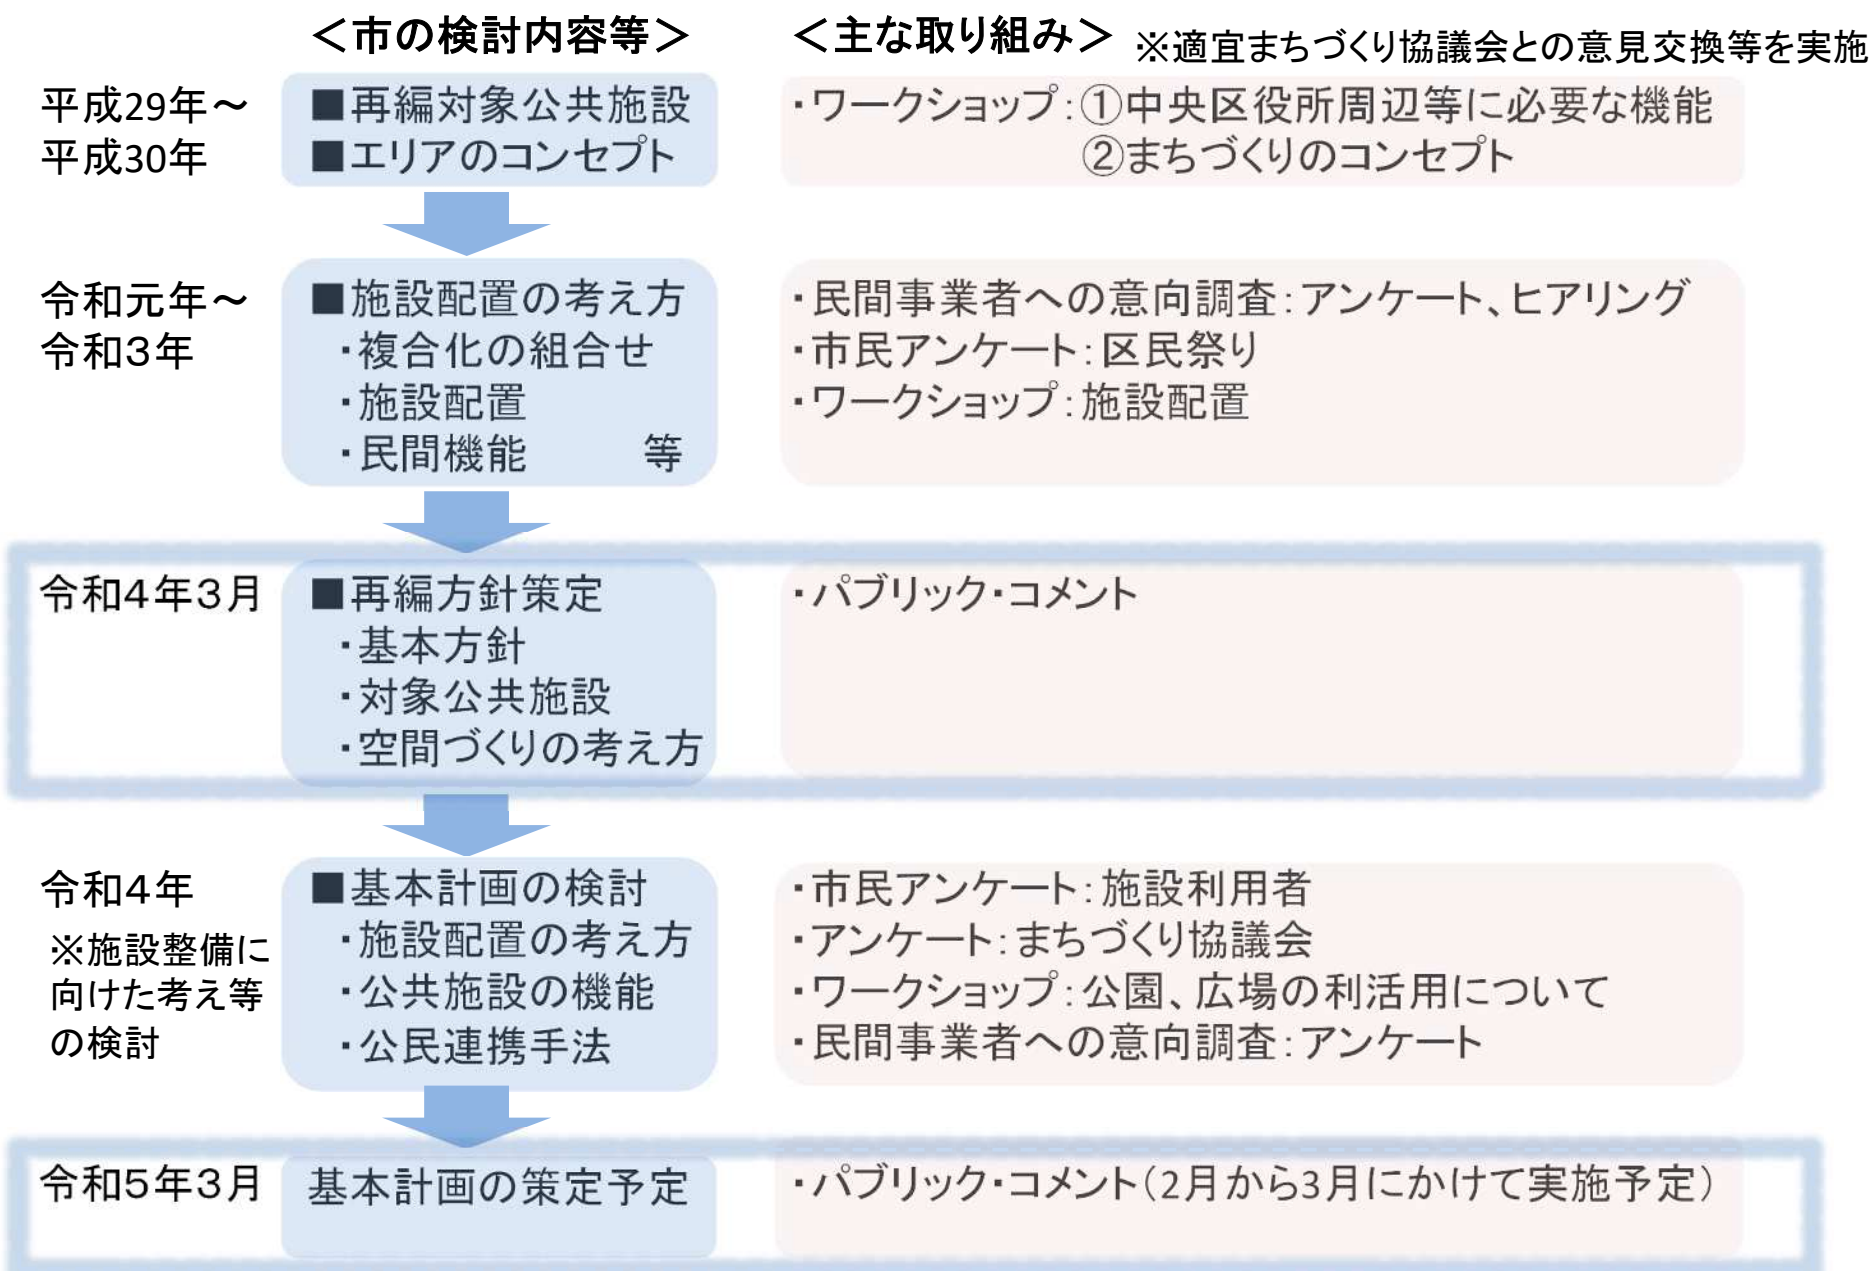 ＜市の検討内容等＞
＜主な取り組み＞ ※適宜まちづくり協議会との意見交換等を実施
平成29年～
平成30年
■再編対象公共施設
■エリアのコンセプト
・ワークショップ：①中央区役所周辺等に必要な機能
②まちづくりのコンセプト
令和元年～
令和３年
■施設配置の考え方
・複合化の組合せ
・施設配置
・民間機能　　　等
・民間事業者への意向調査：アンケート、ヒアリング
・市民アンケート：区民祭り
・ワークショップ：施設配置
令和４年３月
■再編方針策定
・基本方針
・対象公共施設
・空間づくりの考え方
・パブリック・コメント
令和４年
※施設整備に
向けた考え等
の検討
■基本計画の検討
・施設配置の考え方
・公共施設の機能
・公民連携手法
・市民アンケート：施設利用者
・アンケート：まちづくり協議会
・ワークショップ：公園、広場の利活用について
・民間事業者への意向調査：アンケート
令和５年３月
基本計画の策定予定
・パブリック・コメント（2月から3月にかけて実施予定）